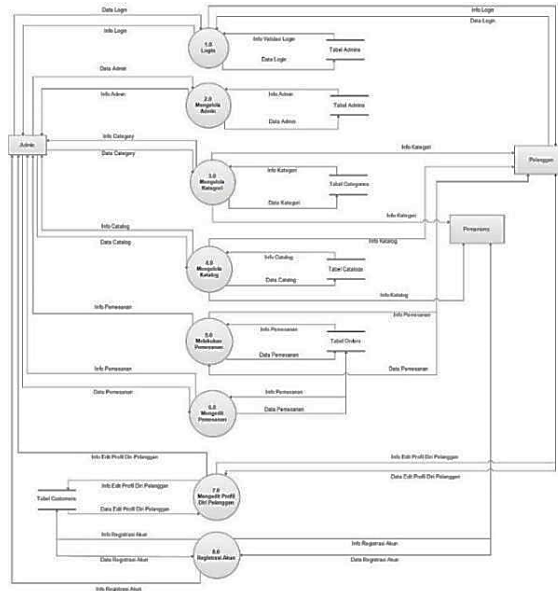 Data Login
Info Login
Info Login
Data Login
1.0
Login
Info Validasi Login
Data Login
Tabel Admins
Data Admin
Info Admin
2.0
Mengelola
Admin
Info Admin
Data Admin
Tabel Admins
Admin
Info Category
Data Category
3.0
Mengelola
Kategori
Info Kategori
Info Kategori
Data Kategori
Tabel Categories
Info Kategori
Pelanggan
Info Catalog
Data Catalog
4.0
Mengelola
Katalog
Info Katalog
Info Catalog
Data Catalog
Tabel Catalogs
Info Katalog
Info Pemesanan
5.0
Melakukan
Pemesanan
Info Pemesanan
Info Pemesanan
Data Pemesanan
Tabel Orders
Data Pemesanan
Info Pemesanan
Data Pemesanan
6.0
Mengedit
Pemesanan
Info Pemesanan
Data Pemesanan
Info Edit Profil Diri Pelanggan
7.0
Mengedit Profil
Diri Pelanggan
Info Edit Profil Diri Pelanggan
Data Edit Profil Diri Pelanggan
Info Edit Profil Diri Pelanggan
Data Edit Profil Diri Pelanggan
Tabel Customers
Info Registrasi Akun
Data Registrasi Akun
8.0
Registrasi Akun
Info Registrasi Akun
Data Registrasi Akun
Info Registrasi Akun